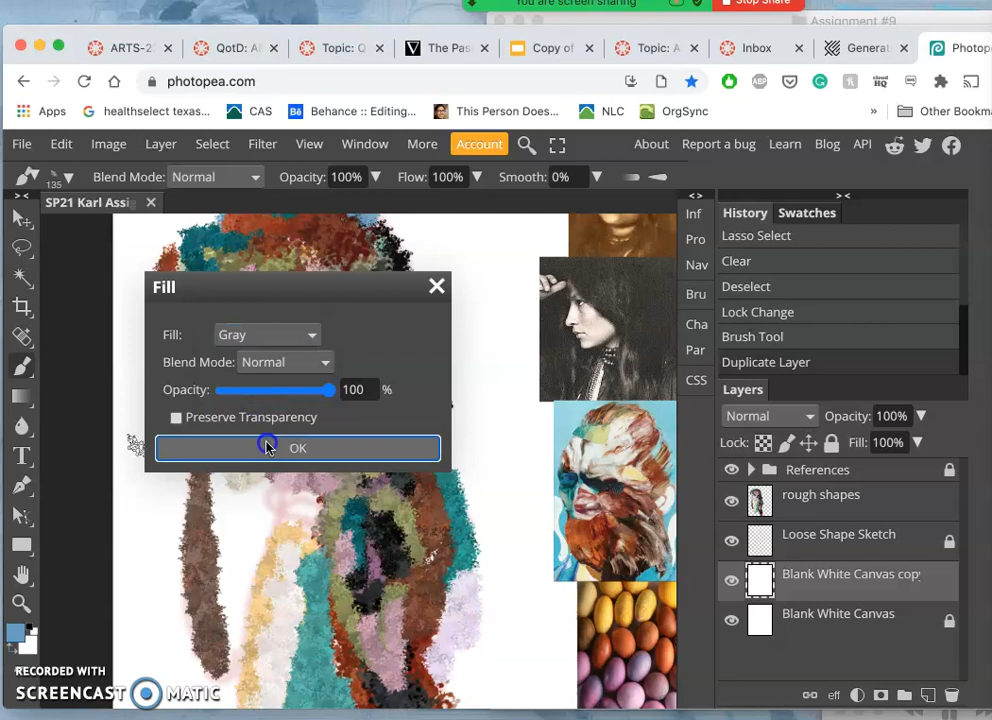 You are screen sharing Stop Share
Assignment #9
ARTS-2 QotD: A Topic: Q The Pas Copy of Topic: A Inbox Generat Photop
photopea.com
ABP HQ
Apps healthselect texas... CAS Behance :: Editing... This Person Does... NLC OrgSync » Other Bookma
File Edit Image Layer Select Filter View Window More Account About Report a bug Learn Blog API
135 Blend Mode: Normal Opacity: 100% Flow: 100% Smooth: 0%
SP21 Karl Assi
< > > <
Inf
Pro
Nav
Bru
Cha
Par
CSS
History Swatches
Lasso Select
Clear
Deselect
Lock Change
Brush Tool
Duplicate Layer
Layers
Normal Opacity: 100%
Lock: Fill: 100%
References
rough shapes
Loose Shape Sketch
Blank White Canvas copy
Blank White Canvas
eff
Fill
Fill: Gray
Blend Mode: Normal
Opacity: 100 %
Preserve Transparency
OK
RECORDED WITH
SCREENCAST MATIC